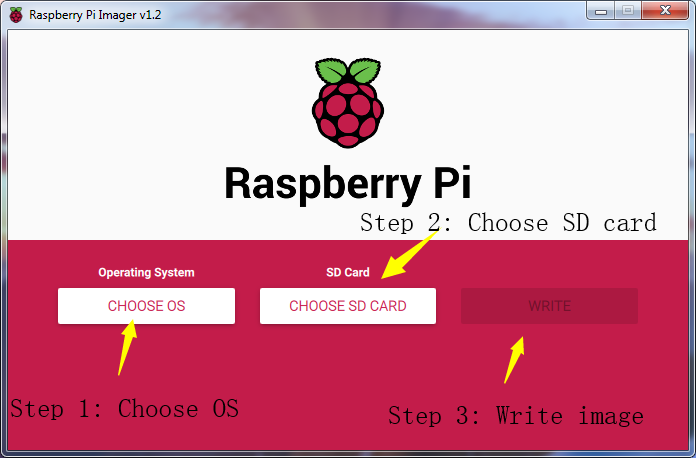 Raspberry Pi Imager v1.2
Raspberry Pi
Step 2: Choose SD card
Operating System
SD Card
CHOOSE OS
CHOOSE SD CARD
WRITE
Step 1: Choose OS
Step 3: Write image